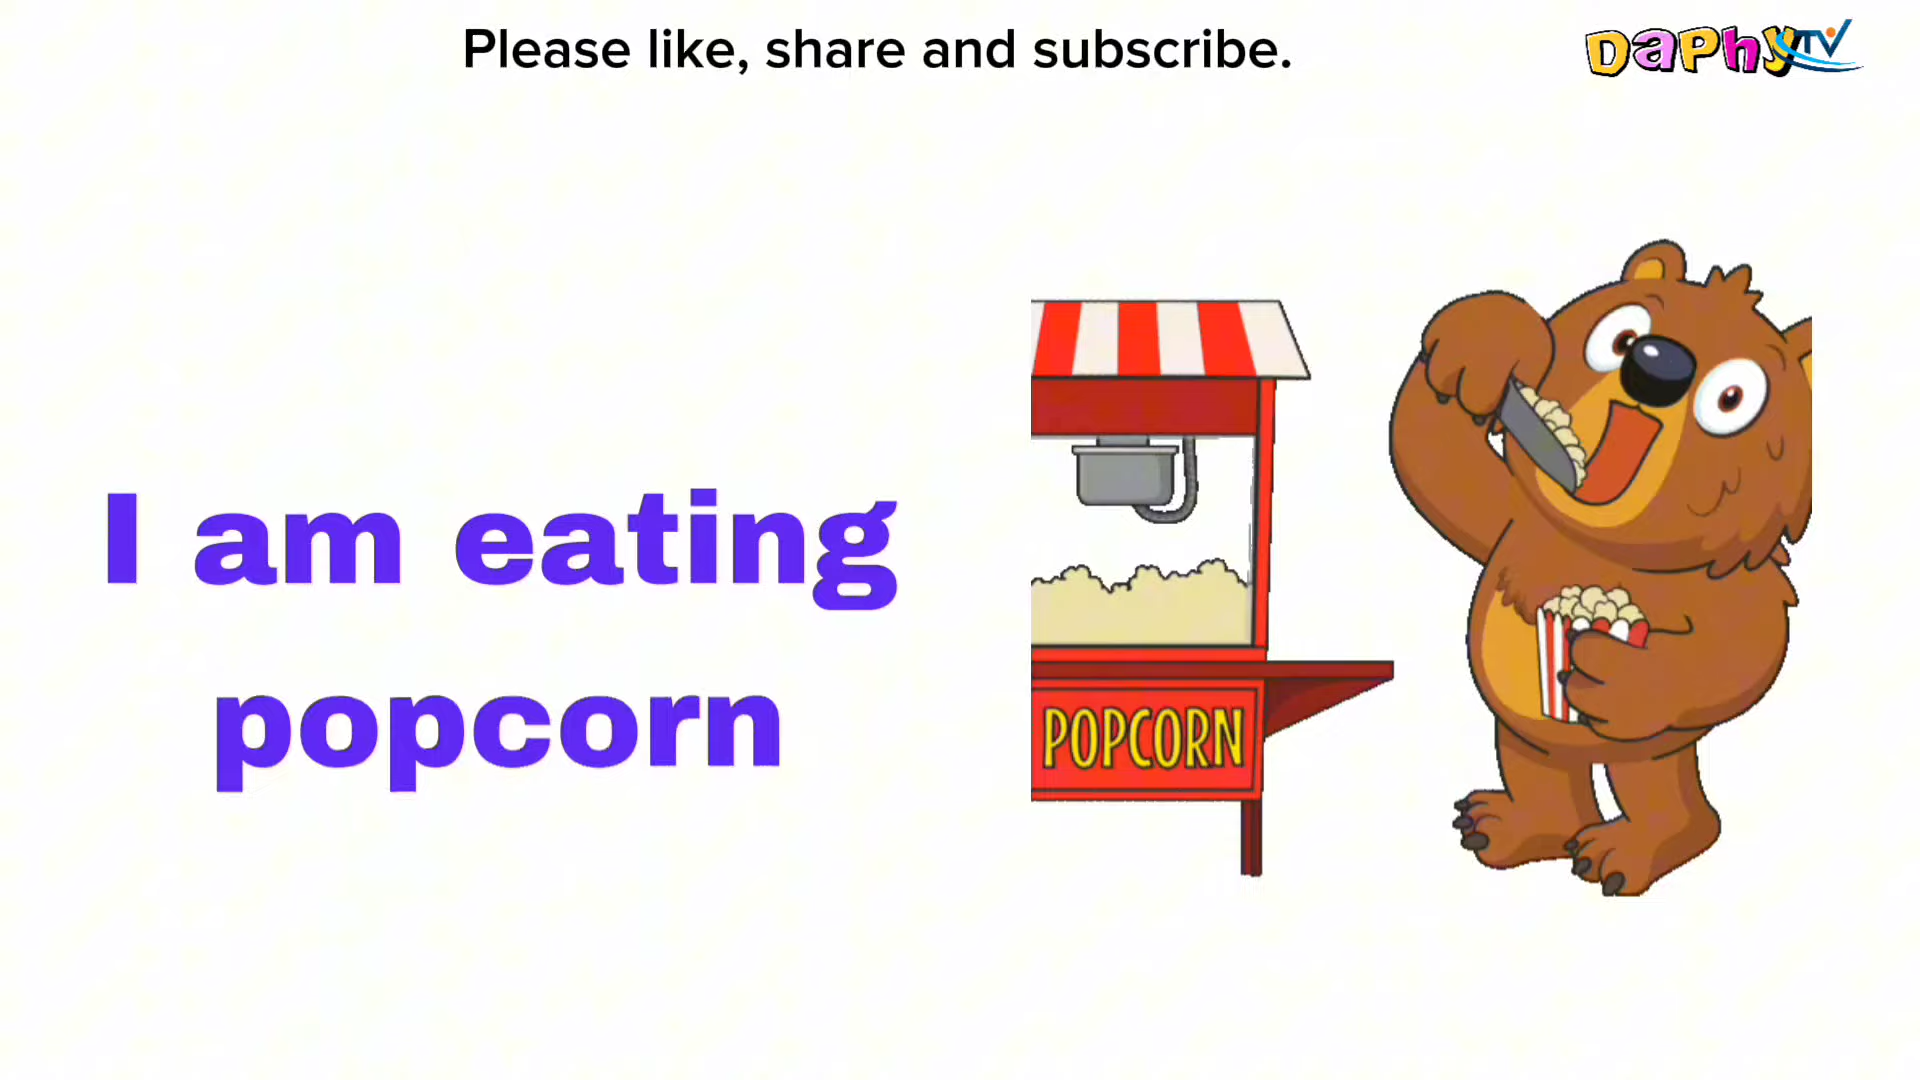 Please like, share and subscribe.
Daphy TV
I am eating
popcorn
POPCORN